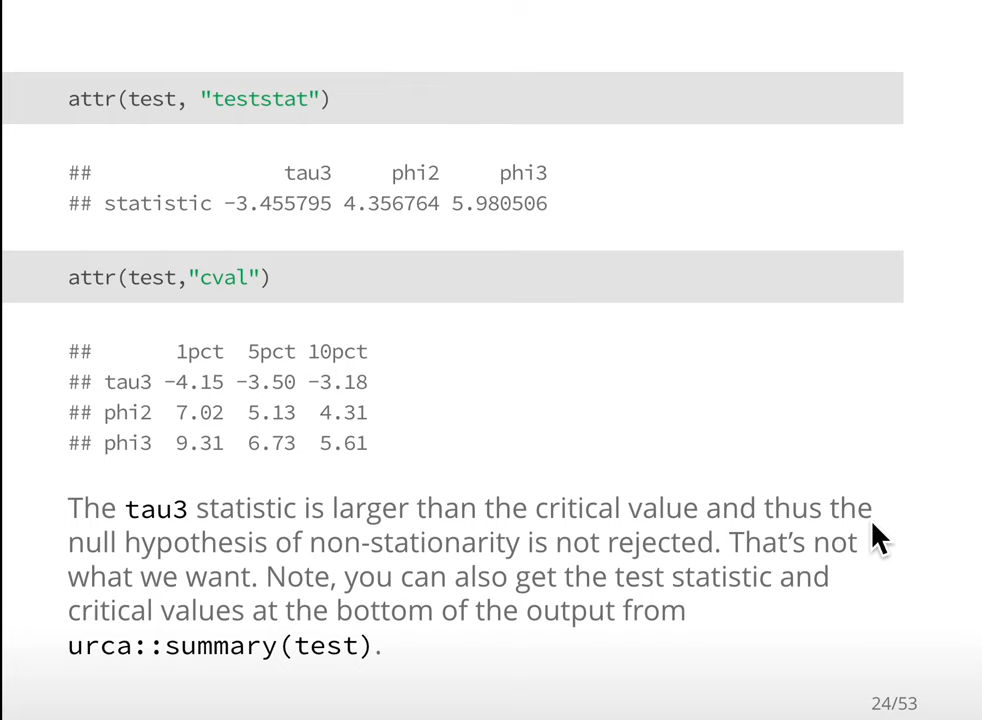 attr(test, "teststat")
## tau3 phi2 phi3
## statistic -3.455795 4.356764 5.980506
attr(test,"cval")
## 1pct 5pct 10pct
## tau3 -4.15 -3.50 -3.18
## phi2 7.02 5.13 4.31
## phi3 9.31 6.73 5.61
The tau3 statistic is larger than the critical value and thus the
null hypothesis of non-stationarity is not rejected. That’s not
what we want. Note, you can also get the test statistic and
critical values at the bottom of the output from
urca::summary(test).
24/53